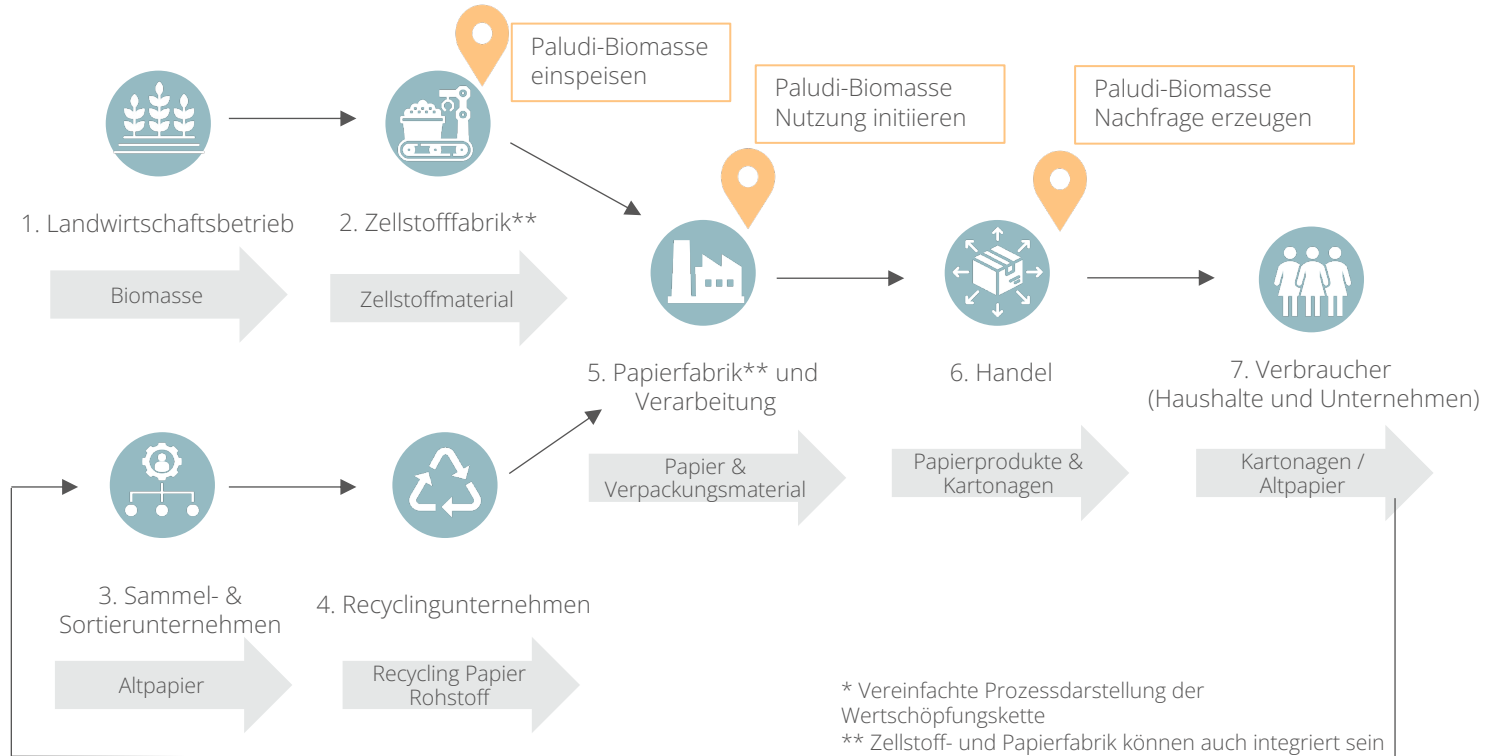 Paludi-Biomasse
einspeisen
Paludi-Biomasse
Nutzung initiieren
Paludi-Biomasse
Nachfrage erzeugen
1. Landwirtschaftsbetrieb
2. Zellstofffabrik**
Biomasse
Zellstoffmaterial
5. Papierfabrik** und
Verarbeitung
6. Handel
7. Verbraucher
(Haushalte und Unternehmen)
Papier &
Verpackungsmaterial
Papierprodukte &
Kartonagen
Kartonagen /
Altpapier
3. Sammel- &
Sortierunternehmen
4. Recyclingunternehmen
Altpapier
Recycling Papier
Rohstoff
* Vereinfachte Prozessdarstellung der
Wertschöpfungskette
** Zellstoff- und Papierfabrik können auch integriert sein